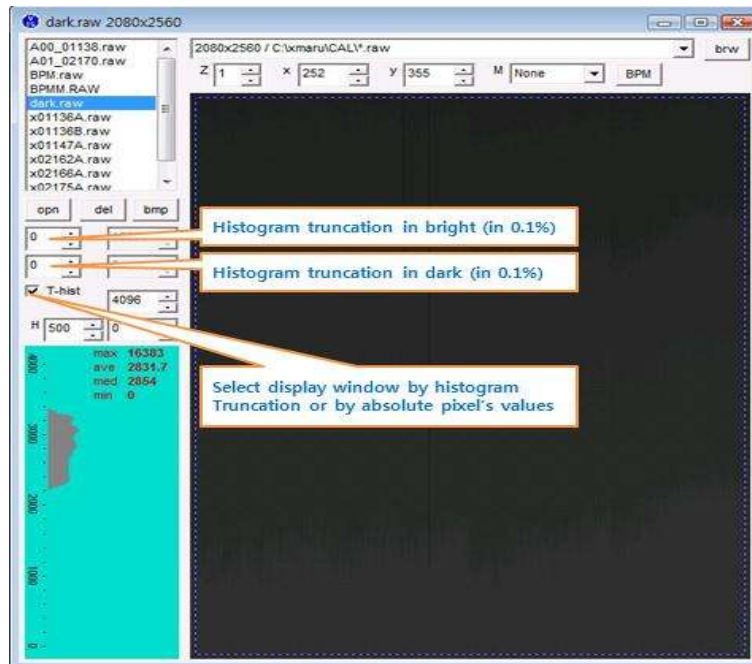 dark.raw 2080x2560
A00_01138.raw
A01_02170.raw
BPM.raw
BPMM.RAW
dark.raw
x01136A.raw
x01136B.raw
x01147A.raw
x02162A.raw
x02166A.raw
x02175A.raw
2080x2560 / C:\xmaru\CAL\*.raw
brw
Z 1 x 252 y 355 M None BPM
opn del bmp
0
Histogram truncation in bright (in 0.1%)
0
Histogram truncation in dark (in 0.1%)
T-hist 4096
H 500 0
max 16383
ave 2831.7
med 2854
min 0
4000
3000
2000
1000
0
Select display window by histogram
Truncation or by absolute pixel's values